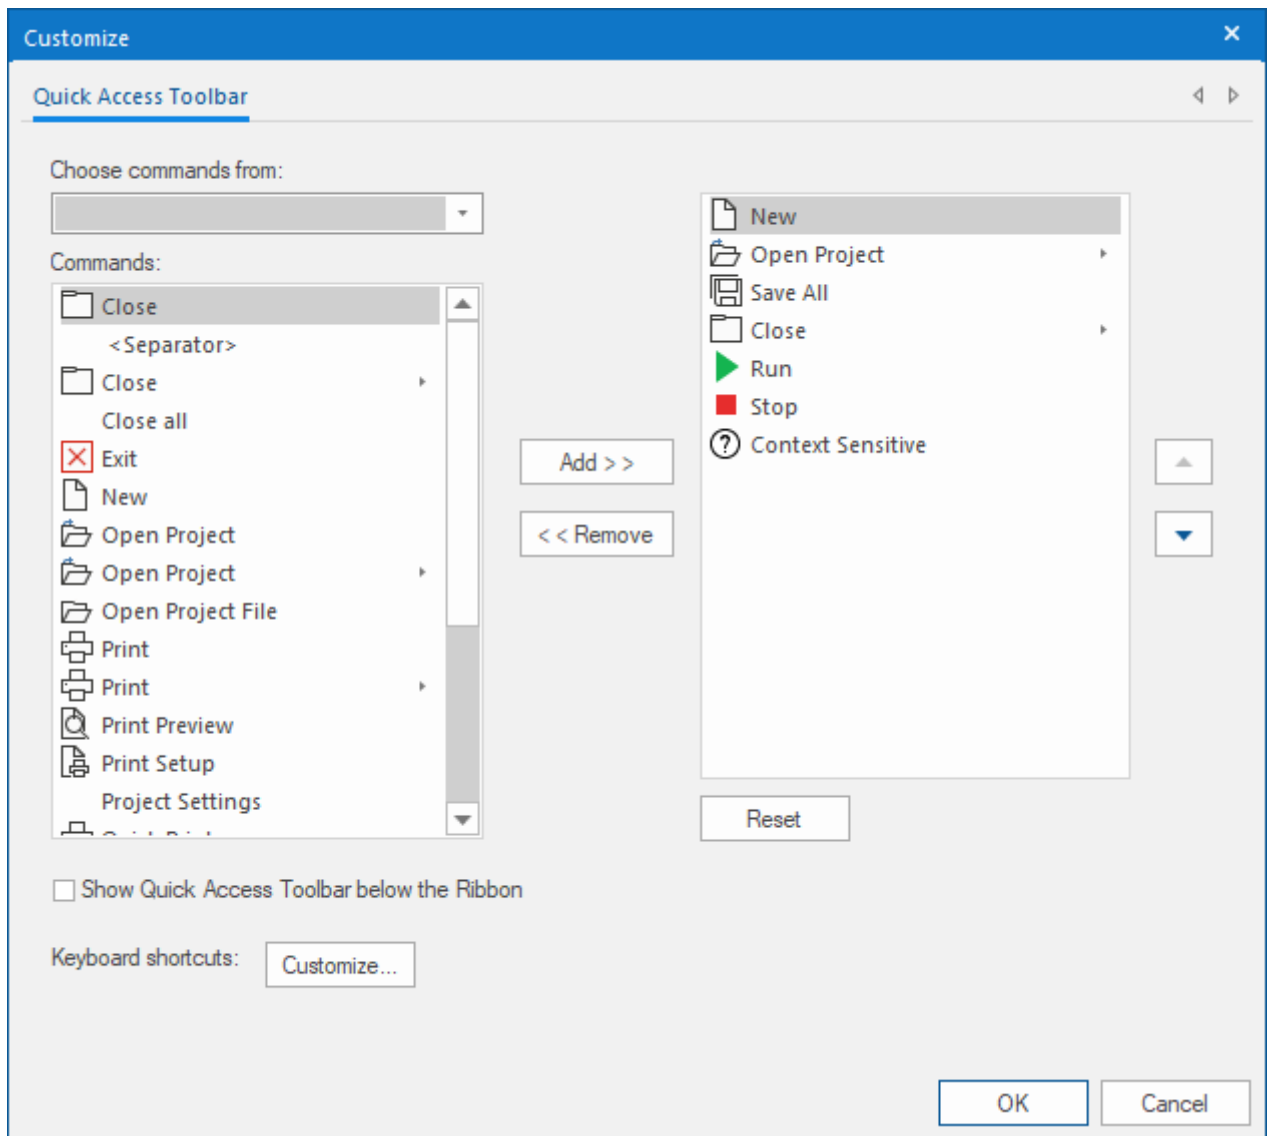 Customize
Quick Access Toolbar
Choose commands from:
Commands:
Close
<Separator>
Close
Close all
Exit
New
Open Project
Open Project
Open Project File
Print
Print
Print Preview
Print Setup
Project Settings
Add > >
< < Remove
New
Open Project
Save All
Close
Run
Stop
Context Sensitive
Reset
Show Quick Access Toolbar below the Ribbon
Keyboard shortcuts:
Customize...
OK
Cancel